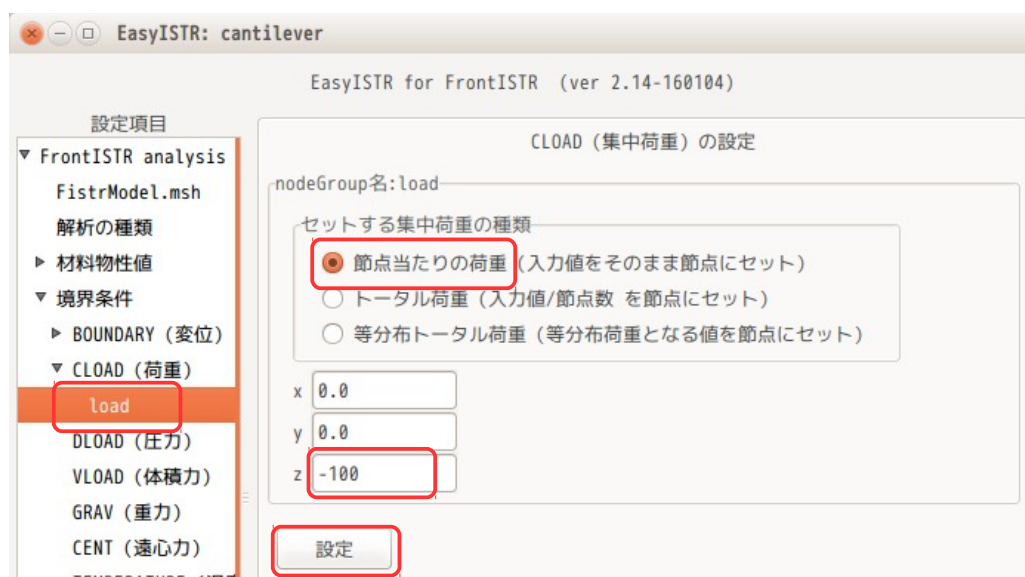 EasyISTR: cantilever
EasyISTR for FrontISTR (ver 2.14-160104)
設定項目
FrontISTR analysis
FistrModel.msh
解析の種類
材料物性値
境界条件
BOUNDARY (変位)
CLOAD (荷重)
load
DLOAD (圧力)
VLOAD (体積力)
GRAV (重力)
CENT (遠心力)
CLOAD (集中荷重) の設定
nodeGroup名:load
セットする集中荷重の種類
節点当たりの荷重 (入力値をそのまま節点にセット)
トータル荷重 (入力値/節点数 を節点にセット)
等分布トータル荷重 (等分布荷重となる値を節点にセット)
x 0.0
y 0.0
z -100
設定